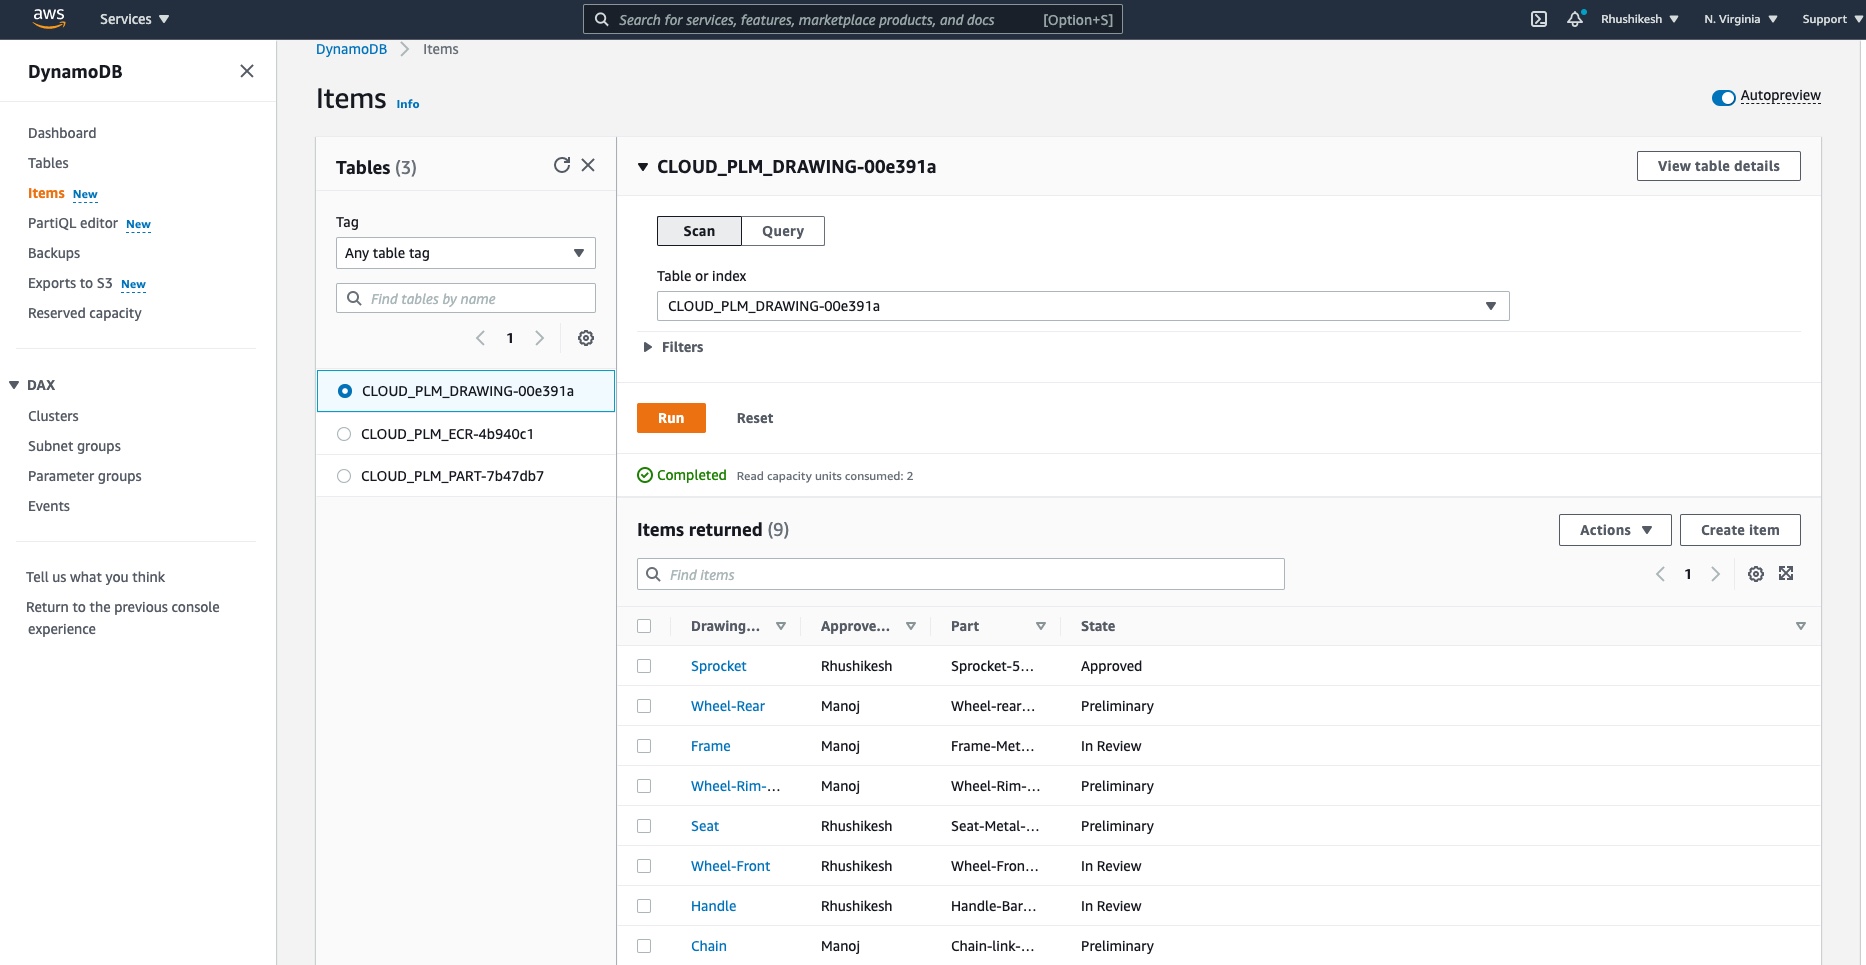 aws Services Search for services, features, marketplace products, and docs [Option+S] Rhushikesh N. Virginia Support
DynamoDB
Dashboard
Tables
Items New
PartiQL editor New
Backups
Exports to S3 New
Reserved capacity
DAX
Clusters
Subnet groups
Parameter groups
Events
Tell us what you think
Return to the previous console
experience
DynamoDB Items
Items Info
Autopreview
Tables (3)
Tag
Any table tag
Find tables by name
1
CLOUD_PLM_DRAWING-00e391a
CLOUD_PLM_ECR-4b940c1
CLOUD_PLM_PART-7b47db7
CLOUD_PLM_DRAWING-00e391a View table details
Scan Query
Table or index
CLOUD_PLM_DRAWING-00e391a
Filters
Run Reset
Completed Read capacity units consumed: 2
Items returned (9) Actions Create item
Find items 1
Drawing... Approve... Part State
Sprocket Rhushikesh Sprocket-5... Approved
Wheel-Rear Manoj Wheel-rear... Preliminary
Frame Manoj Frame-Met... In Review
Wheel-Rim-... Manoj Wheel-Rim-... Preliminary
Seat Rhushikesh Seat-Metal-... Preliminary
Wheel-Front Rhushikesh Wheel-Fron... In Review
Handle Rhushikesh Handle-Bar... In Review
Chain Manoj Chain-link-... Preliminary